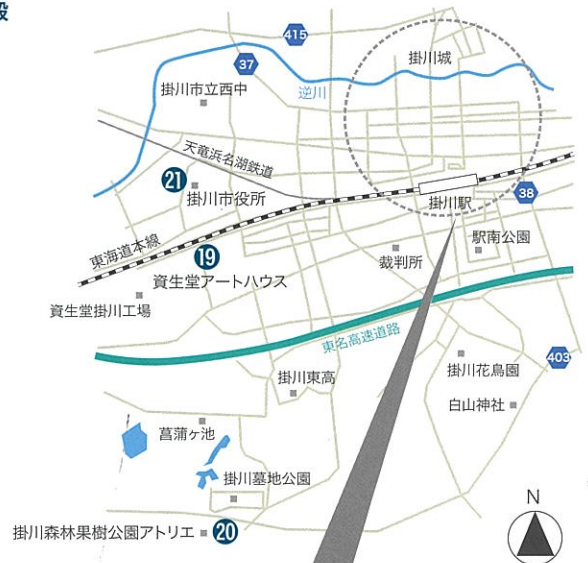 段
415
37
掛川城
掛川市立西中
逆川
天竜浜名湖鉄道
21
掛川市役所
掛川駅
38
東海道本線
19
資生堂アートハウス
裁判所
駅南公園
資生堂掛川工場
東名高速道路
掛川花鳥園
403
掛川東高
白山神社
菖蒲ヶ池
掛川墓地公園
N
掛川森林果樹公園アトリエ
20